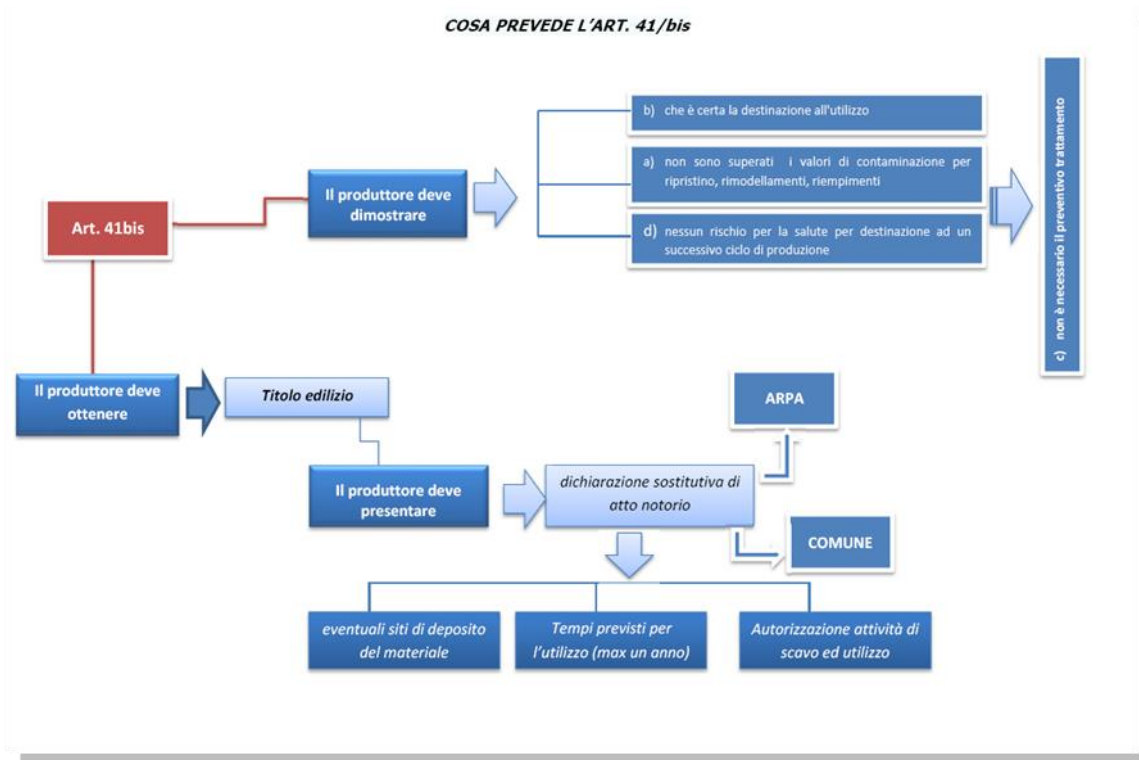 COSA PREVEDE L'ART. 41/bis
b) che è certa la destinazione all'utilizzo
a) non sono superati i valori di contaminazione per
ripristino, rimodellamenti, riempimenti
d) nessun rischio per la salute per destinazione ad un
successivo ciclo di produzione
c) non è necessario il preventivo trattamento
Il produttore deve
dimostrare
Art. 41bis
Il produttore deve
ottenere
Titolo edilizio
ARPA
Il produttore deve
presentare
dichiarazione sostitutiva di
atto notorio
COMUNE
eventuali siti di deposito
del materiale
Tempi previsti per
l'utilizzo (max un anno)
Autorizzazione attività di
scavo ed utilizzo